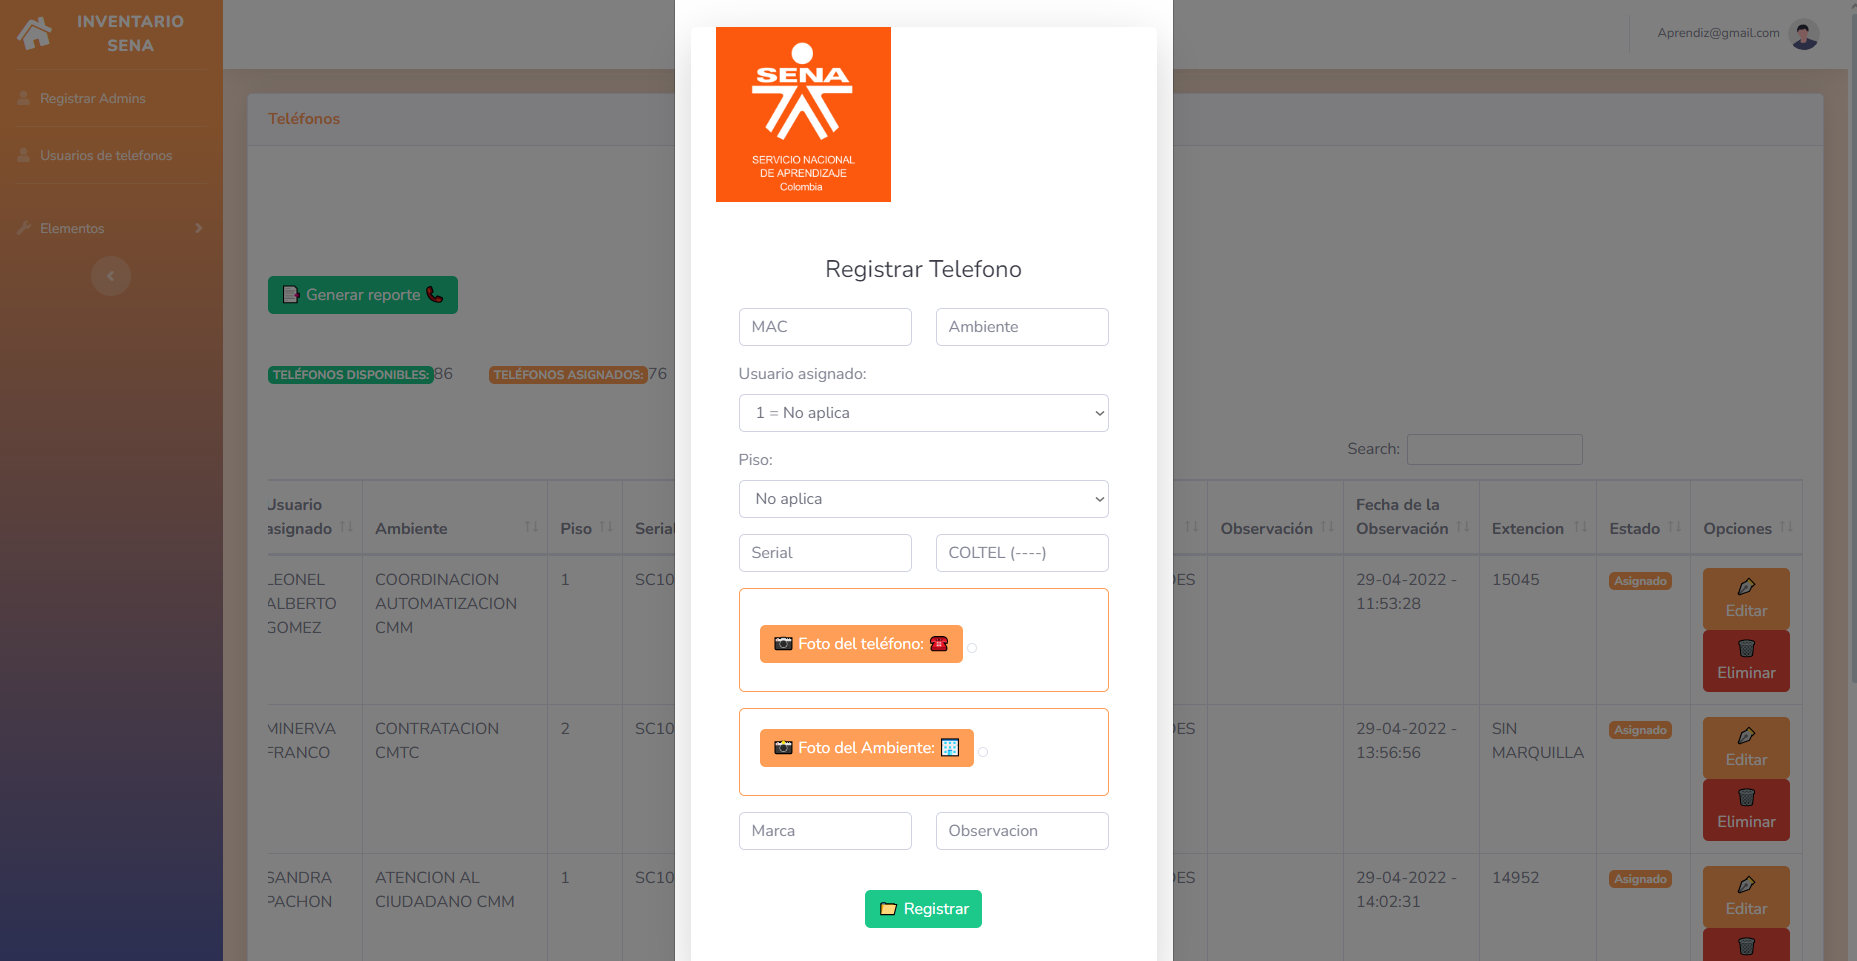 INVENTARIO
SENA
Registrar Admins
Usuarios de telefonos
Elementos
Aprendiz@gmail.com
Teléfonos
Generar reporte
TELÉFONOS DISPONIBLES: 86
TELÉFONOS ASIGNADOS: 76
Search:
Usuario asignado
Ambiente
Piso
Serial
Observación
Fecha de la Observación
Extencion
Estado
Opciones
LEONEL ALBERTO GOMEZ
COORDINACION AUTOMATIZACION CMM
1
SC10
DES
29-04-2022 - 11:53:28
15045
Asignado
Editar
Eliminar
MINERVA FRANCO
CONTRATACION CMTC
2
SC10
DES
29-04-2022 - 13:56:56
SIN MARQUILLA
Asignado
Editar
Eliminar
SANDRA PACHON
ATENCION AL CIUDADANO CMM
1
SC10
DES
29-04-2022 - 14:02:31
14952
Asignado
Editar
SENA
SERVICIO NACIONAL
DE APRENDIZAJE
Colombia
Registrar Telefono
MAC
Ambiente
Usuario asignado:
1 = No aplica
Piso:
No aplica
Serial
COLTEL (----)
Foto del teléfono:
Foto del Ambiente:
Marca
Observacion
Registrar